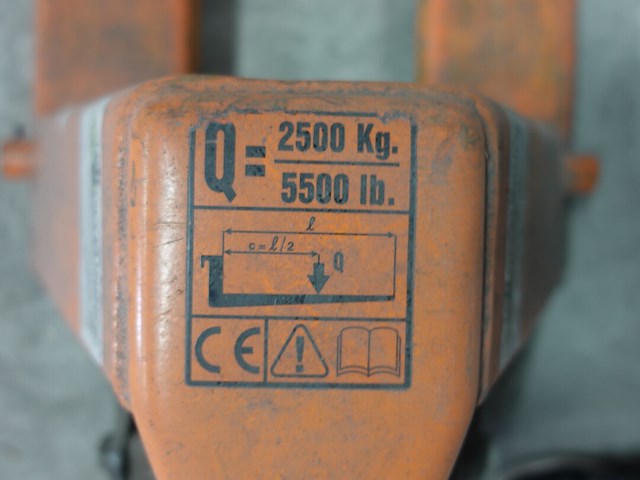 Q = 2500 Kg.
5500 lb.
l
c=l/2
Q
CE